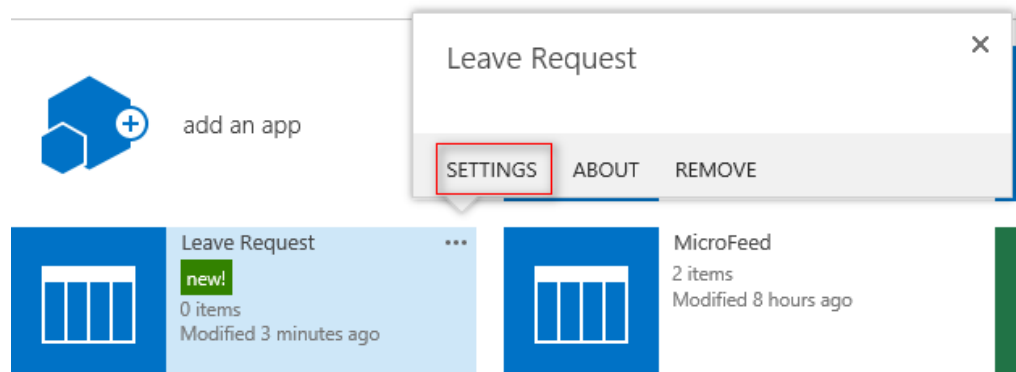 Leave Request
add an app
SETTINGS ABOUT REMOVE
Leave Request
new!
0 items
Modified 3 minutes ago
MicroFeed
2 items
Modified 8 hours ago